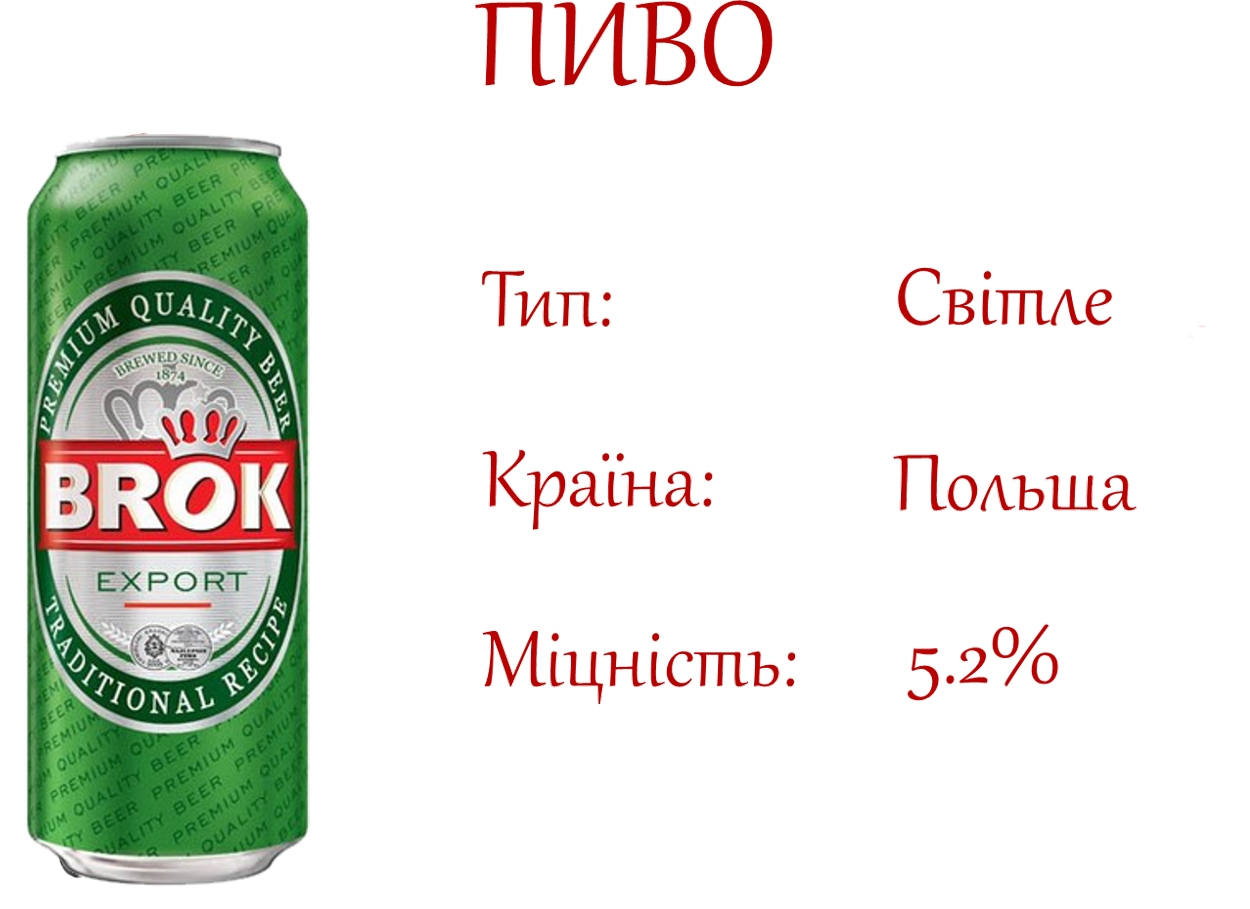 ПИВО
Тип: Світле
Країна: Польша
Міцність: 5.2%
PREMIUM QUALITY BEER
BREWED SINCE
1874
BROK
EXPORT
TRADITIONAL RECIPE